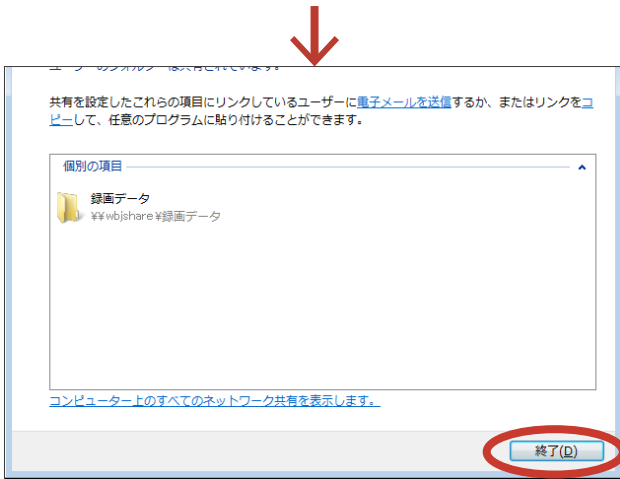 共有を設定したこれらの項目にリンクしているユーザーに電子メールを送信するか、またはリンクをコ
ピーして、任意のプログラムに貼り付けることができます。
個別の項目
録画データ
¥¥wbjshare¥録画データ
コンピューター上のすべてのネットワーク共有を表示します。
終了(D)